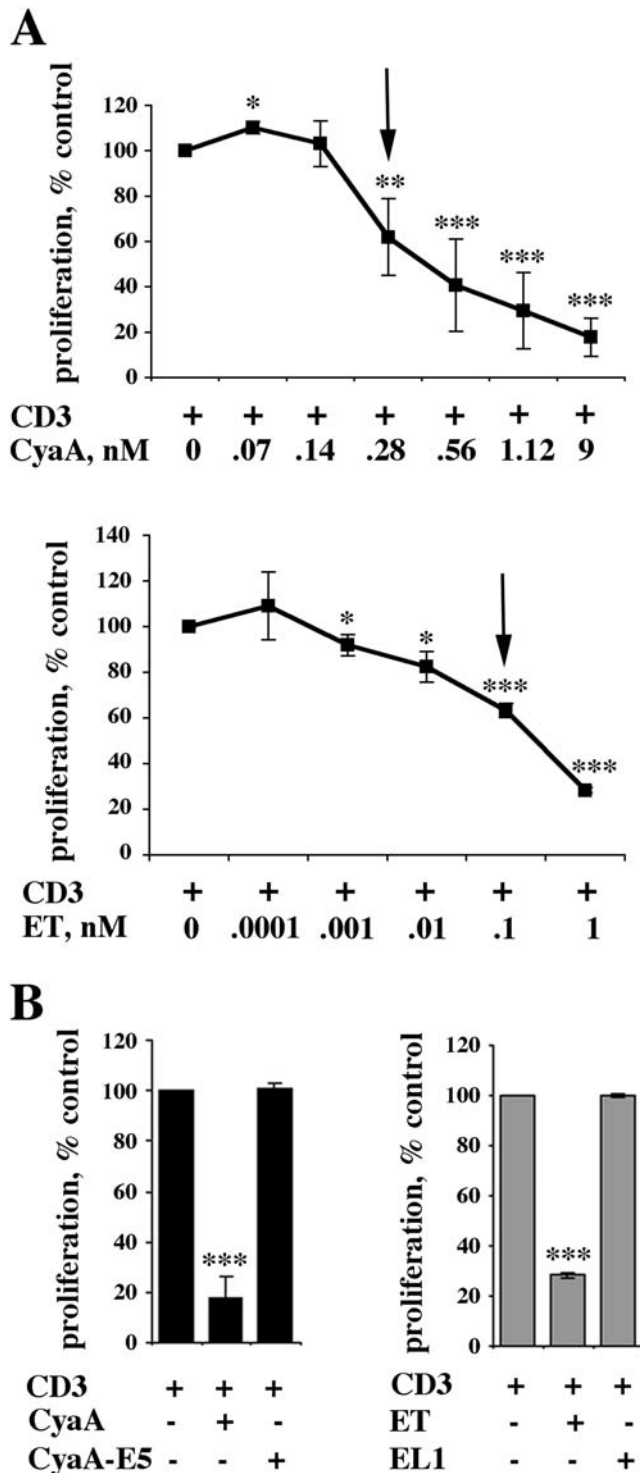 A
proliferation, % control
120
100
80
60
40
20
0
*
**
***
***
***
CD3 + + + + + + +
CyaA, nM 0 .07 .14 .28 .56 1.12 9
proliferation, % control
140
120
100
80
60
40
20
0
*
*
***
***
CD3 + + + + + +
ET, nM 0 .0001 .001 .01 .1 1
B
proliferation, % control
120
100
80
60
40
20
0
***
CD3 + + +
CyaA - + -
CyaA-E5 - - +
proliferation, % control
120
100
80
60
40
20
0
***
CD3 + + +
ET - + -
EL1 - - +